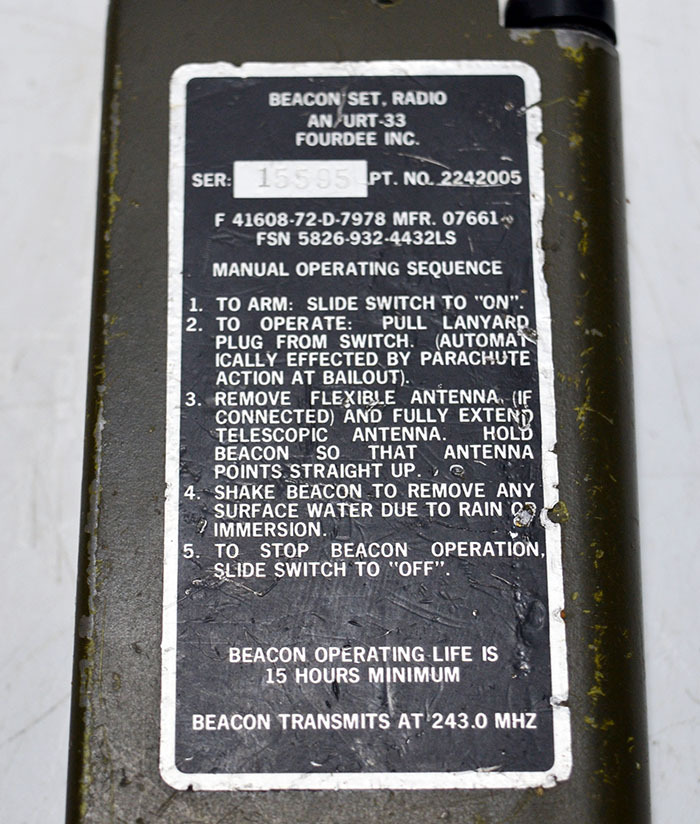 BEACON SET, RADIO
AN/URT-33
FOURDEE INC.
SER: 15595 PT. NO. 2242005
F 41608-72-D-7978 MFR. 07661
FSN 5826-932-4432LS
MANUAL OPERATING SEQUENCE
1. TO ARM: SLIDE SWITCH TO "ON".
2. TO OPERATE: PULL LANYARD
PLUG FROM SWITCH. (AUTOMAT
ICALLY EFFECTED BY PARACHUTE
ACTION AT BAILOUT).
3. REMOVE FLEXIBLE ANTENNA (IF
CONNECTED) AND FULLY EXTEND
TELESCOPIC ANTENNA. HOLD
BEACON SO THAT ANTENNA
POINTS STRAIGHT UP.
4. SHAKE BEACON TO REMOVE ANY
SURFACE WATER DUE TO RAIN OR
IMMERSION.
5. TO STOP BEACON OPERATION,
SLIDE SWITCH TO "OFF".
BEACON OPERATING LIFE IS
15 HOURS MINIMUM
BEACON TRANSMITS AT 243.0 MHZ